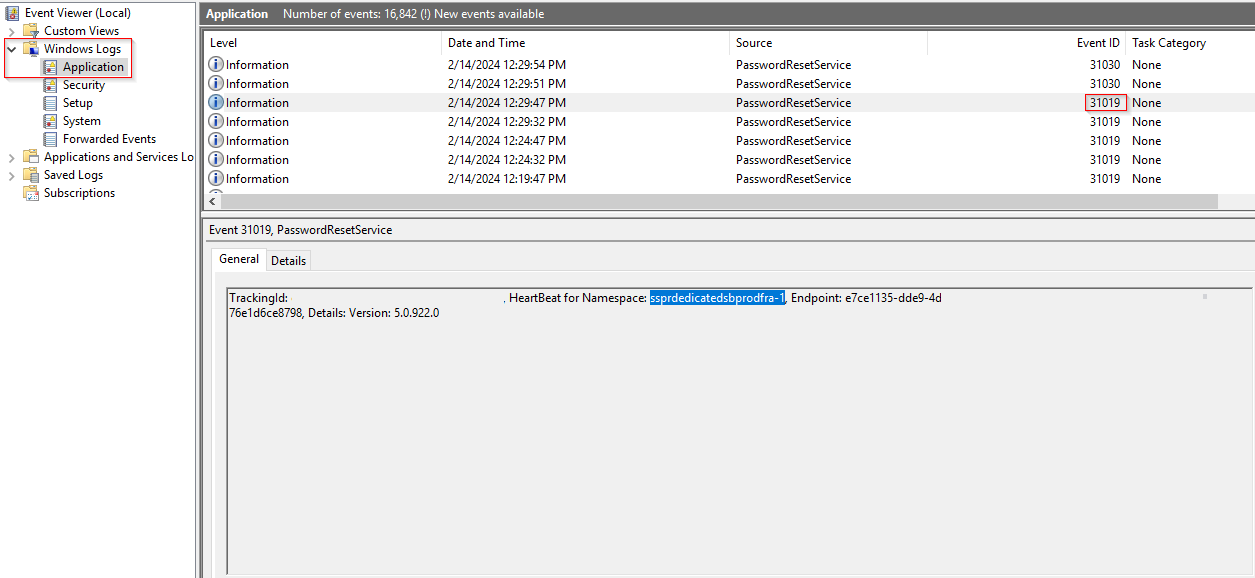 Event Viewer (Local)
Custom Views
Windows Logs
Application
Security
Setup
System
Forwarded Events
Applications and Services Lo
Saved Logs
Subscriptions
Application Number of events: 16,842 (!) New events available
Level Date and Time Source Event ID Task Category
Information 2/14/2024 12:29:54 PM PasswordResetService 31030 None
Information 2/14/2024 12:29:51 PM PasswordResetService 31030 None
Information 2/14/2024 12:29:47 PM PasswordResetService 31019 None
Information 2/14/2024 12:29:32 PM PasswordResetService 31019 None
Information 2/14/2024 12:24:47 PM PasswordResetService 31019 None
Information 2/14/2024 12:24:32 PM PasswordResetService 31019 None
Information 2/14/2024 12:19:47 PM PasswordResetService 31019 None
Event 31019, PasswordResetService
General Details
TrackingId: , HeartBeat for Namespace: ssprdedicatedsbprodfra-1, Endpoint: e7ce1135-dde9-4d
76e1d6ce8798, Details: Version: 5.0.922.0